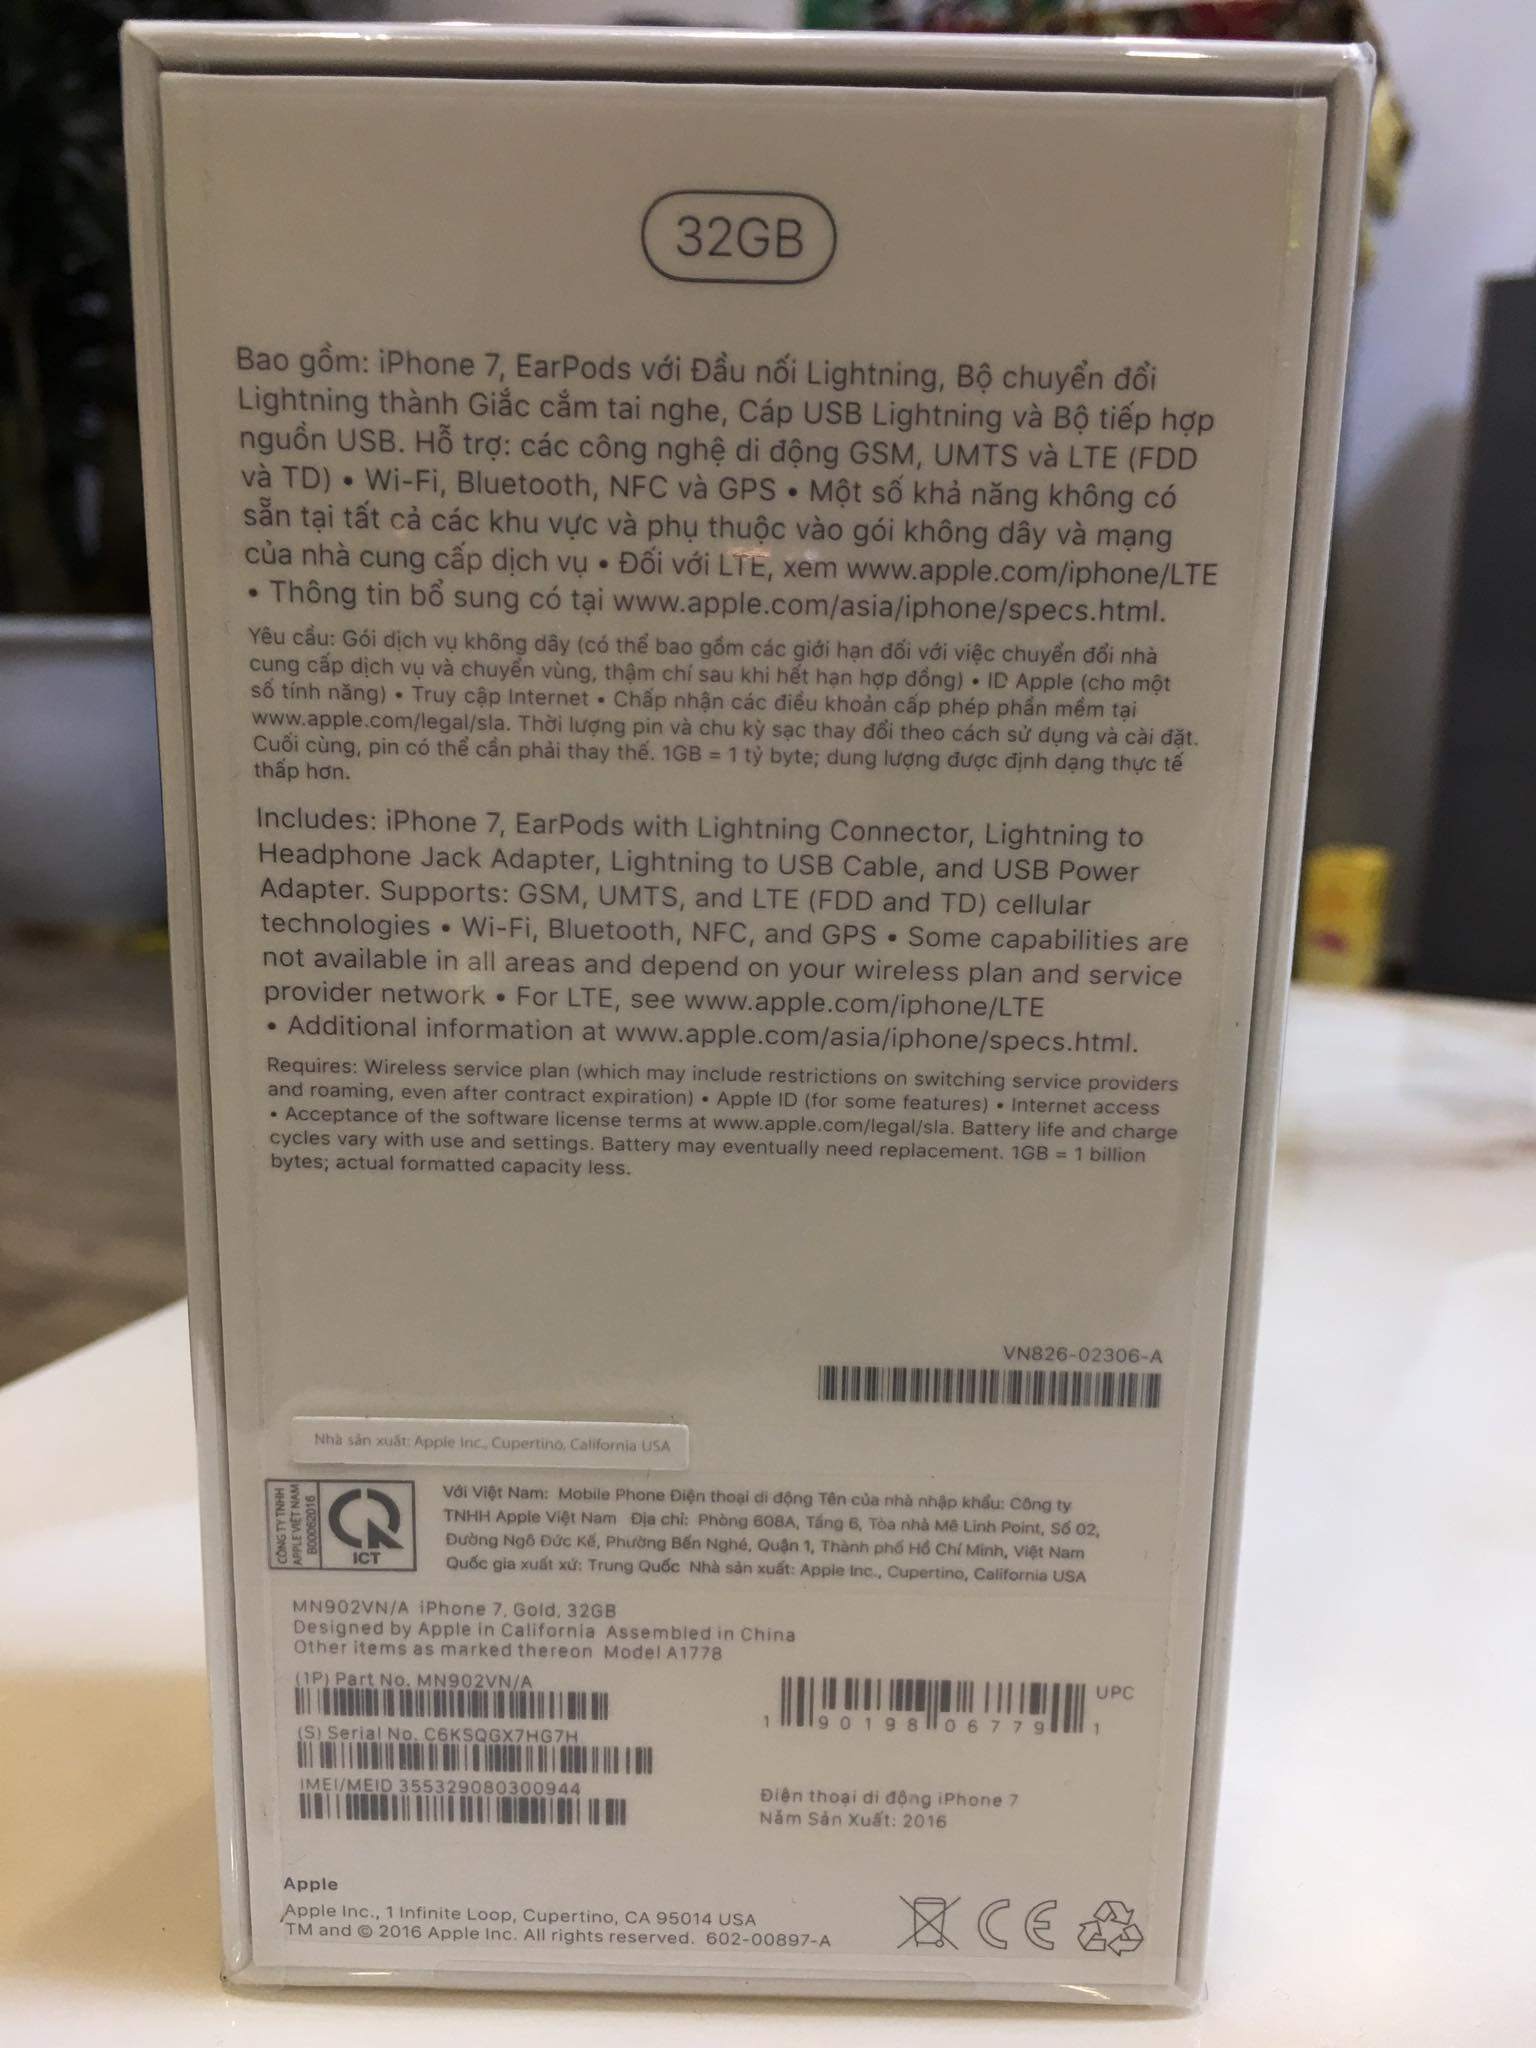 32GB
Bao gồm: iPhone 7, EarPods với Đầu nối Lightning, Bộ chuyển đổi
Lightning thành Giắc cắm tai nghe, Cáp USB Lightning và Bộ tiếp hợp
nguồn USB. Hỗ trợ: các công nghệ di động GSM, UMTS và LTE (FDD
và TD) • Wi-Fi, Bluetooth, NFC và GPS • Một số khả năng không có
sẵn tại tất cả các khu vực và phụ thuộc vào gói không dây và mạng
của nhà cung cấp dịch vụ • Đối với LTE, xem www.apple.com/iphone/LTE
• Thông tin bổ sung có tại www.apple.com/asia/iphone/specs.html.
Yêu cầu: Gói dịch vụ không dây (có thể bao gồm các giới hạn đối với việc chuyển đổi nhà
cung cấp dịch vụ và chuyển vùng, thậm chí sau khi hết hạn hợp đồng) • ID Apple (cho một
số tính năng) • Truy cập Internet • Chấp nhận các điều khoản cấp phép phần mềm tại
www.apple.com/legal/sla. Thời lượng pin và chu kỳ sạc thay đổi theo cách sử dụng và cài đặt.
Cuối cùng, pin có thể cần phải thay thế. 1GB = 1 tỷ byte; dung lượng được định dạng thực tế
thấp hơn.
Includes: iPhone 7, EarPods with Lightning Connector, Lightning to
Headphone Jack Adapter, Lightning to USB Cable, and USB Power
Adapter. Supports: GSM, UMTS, and LTE (FDD and TD) cellular
technologies • Wi-Fi, Bluetooth, NFC, and GPS • Some capabilities are
not available in all areas and depend on your wireless plan and service
provider network • For LTE, see www.apple.com/iphone/LTE
• Additional information at www.apple.com/asia/iphone/specs.html.
Requires: Wireless service plan (which may include restrictions on switching service providers
and roaming, even after contract expiration) • Apple ID (for some features) • Internet access
• Acceptance of the software license terms at www.apple.com/legal/sla. Battery life and charge
cycles vary with use and settings. Battery may eventually need replacement. 1GB = 1 billion
bytes; actual formatted capacity less.
VN826-02306-A
Nhà sản xuất: Apple Inc., Cupertino, California USA
CÔNG TY TNHH
APPLE VIỆT NAM
B00062016
ICT
Với Việt Nam: Mobile Phone Điện thoại di động Tên của nhà nhập khẩu: Công ty
TNHH Apple Việt Nam Địa chỉ: Phòng 608A, Tầng 6, Tòa nhà Mê Linh Point, Số 02,
Đường Ngô Đức Kế, Phường Bến Nghé, Quận 1, Thành phố Hồ Chí Minh, Việt Nam
Quốc gia xuất xứ: Trung Quốc Nhà sản xuất: Apple Inc., Cupertino, California USA
MN902VN/A iPhone 7, Gold, 32GB
Designed by Apple in California Assembled in China
Other items as marked thereon Model A1778
(1P) Part No. MN902VN/A
(S) Serial No. C6KSQGX7HG7H
IMEI/MEID 355329080300944
UPC
1 90198 06779 1
Điện thoại di động iPhone 7
Năm Sản Xuất: 2016
Apple
Apple Inc., 1 Infinite Loop, Cupertino, CA 95014 USA
TM and © 2016 Apple Inc. All rights reserved. 602-00897-A
CE